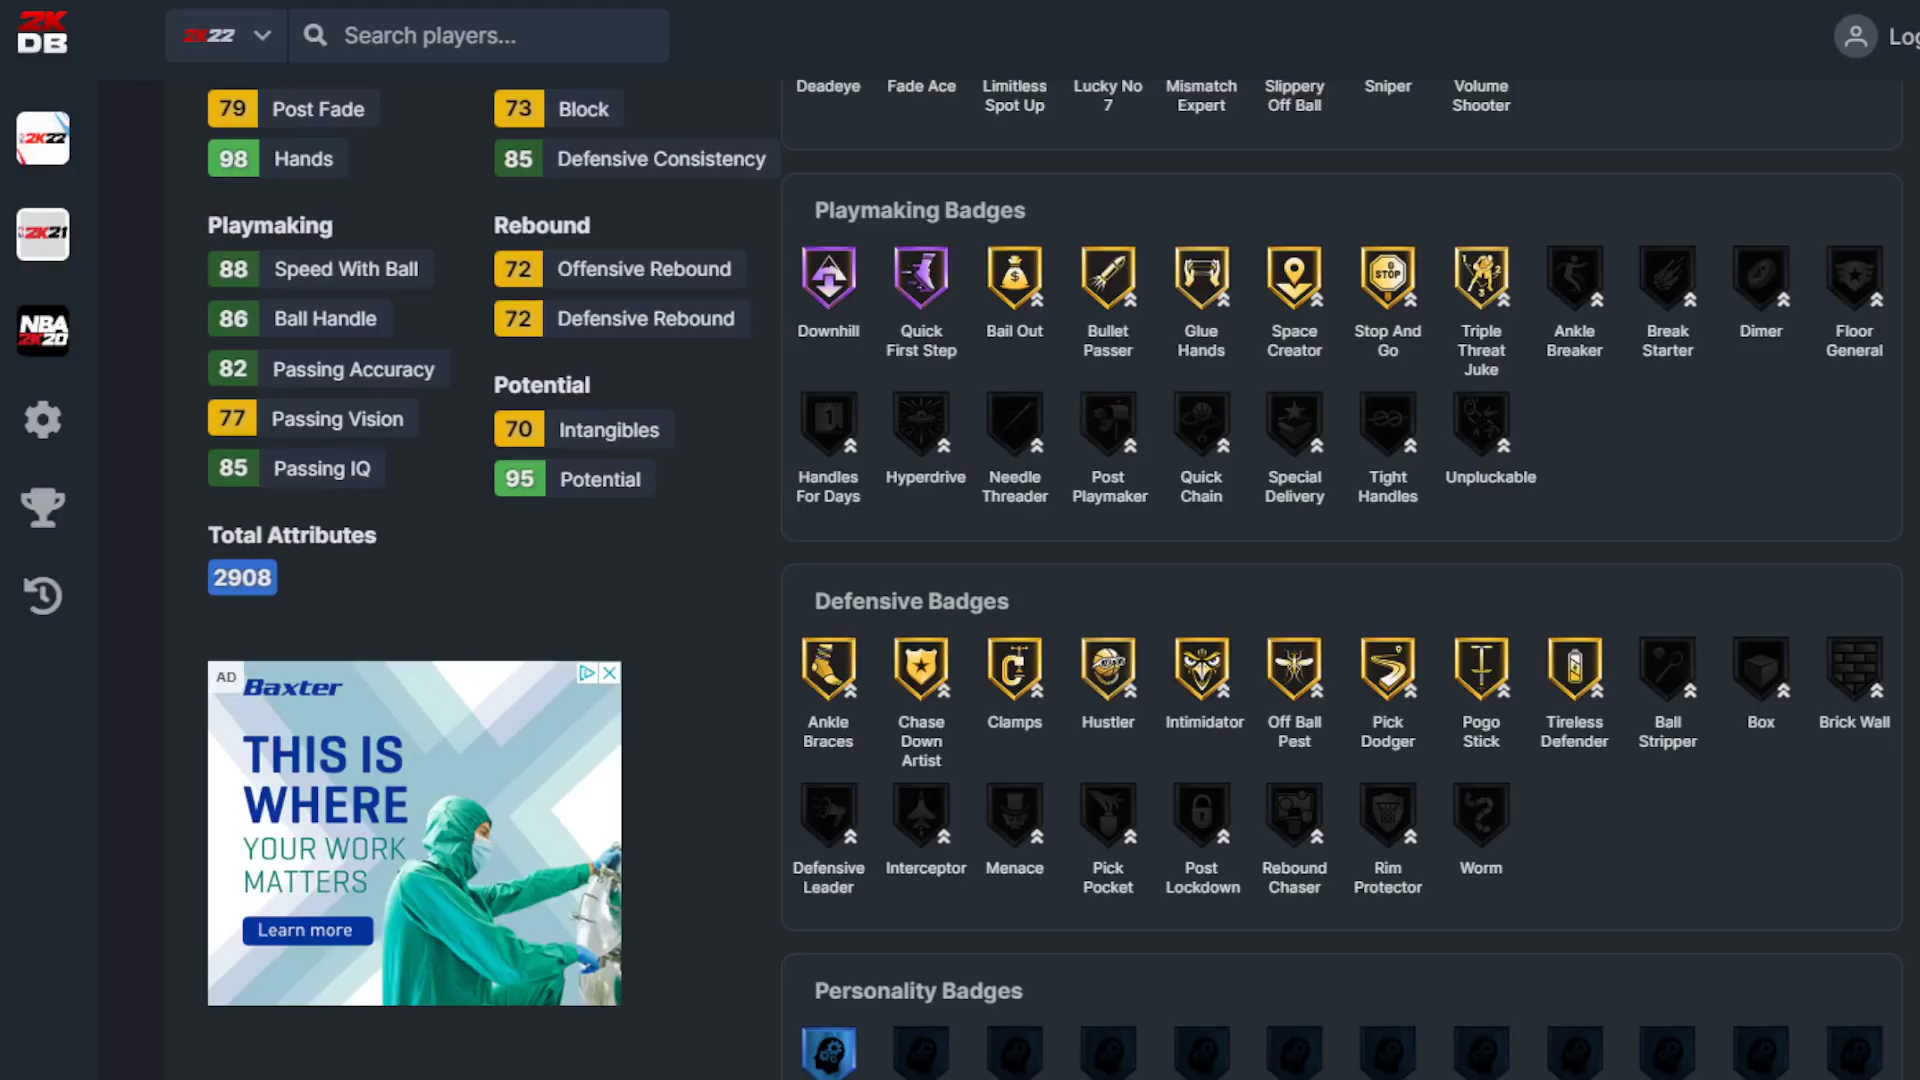 2K
DB
2K22
Search players...
Log
2K22
2K21
NBA
2K20
79 Post Fade
98 Hands
73 Block
85 Defensive Consistency
Playmaking
88 Speed With Ball
86 Ball Handle
82 Passing Accuracy
77 Passing Vision
85 Passing IQ
Rebound
72 Offensive Rebound
72 Defensive Rebound
Potential
70 Intangibles
95 Potential
Total Attributes
2908
AD
Baxter
THIS IS
WHERE
YOUR WORK
MATTERS
Learn more
Deadeye Fade Ace Limitless Lucky No Mismatch Slippery Sniper Volume
Spot Up 7 Expert Off Ball Shooter
Playmaking Badges
$
G
STOP
3
Downhill Quick Bail Out Bullet Glue Space Stop And Triple Ankle Break Dimer Floor
First Step Passer Hands Creator Go Threat Breaker Starter General
Juke
1
Handles Hyperdrive Needle Post Quick Special Tight Unpluckable
For Days Threader Playmaker Chain Delivery Handles
Defensive Badges
C
Ankle Chase Clamps Hustler Intimidator Off Ball Pick Pogo Tireless Ball Box Brick Wall
Braces Down Pest Dodger Stick Defender Stripper
Artist
Defensive Interceptor Menace Pick Post Rebound Rim Worm
Leader Pocket Lockdown Chaser Protector
Personality Badges